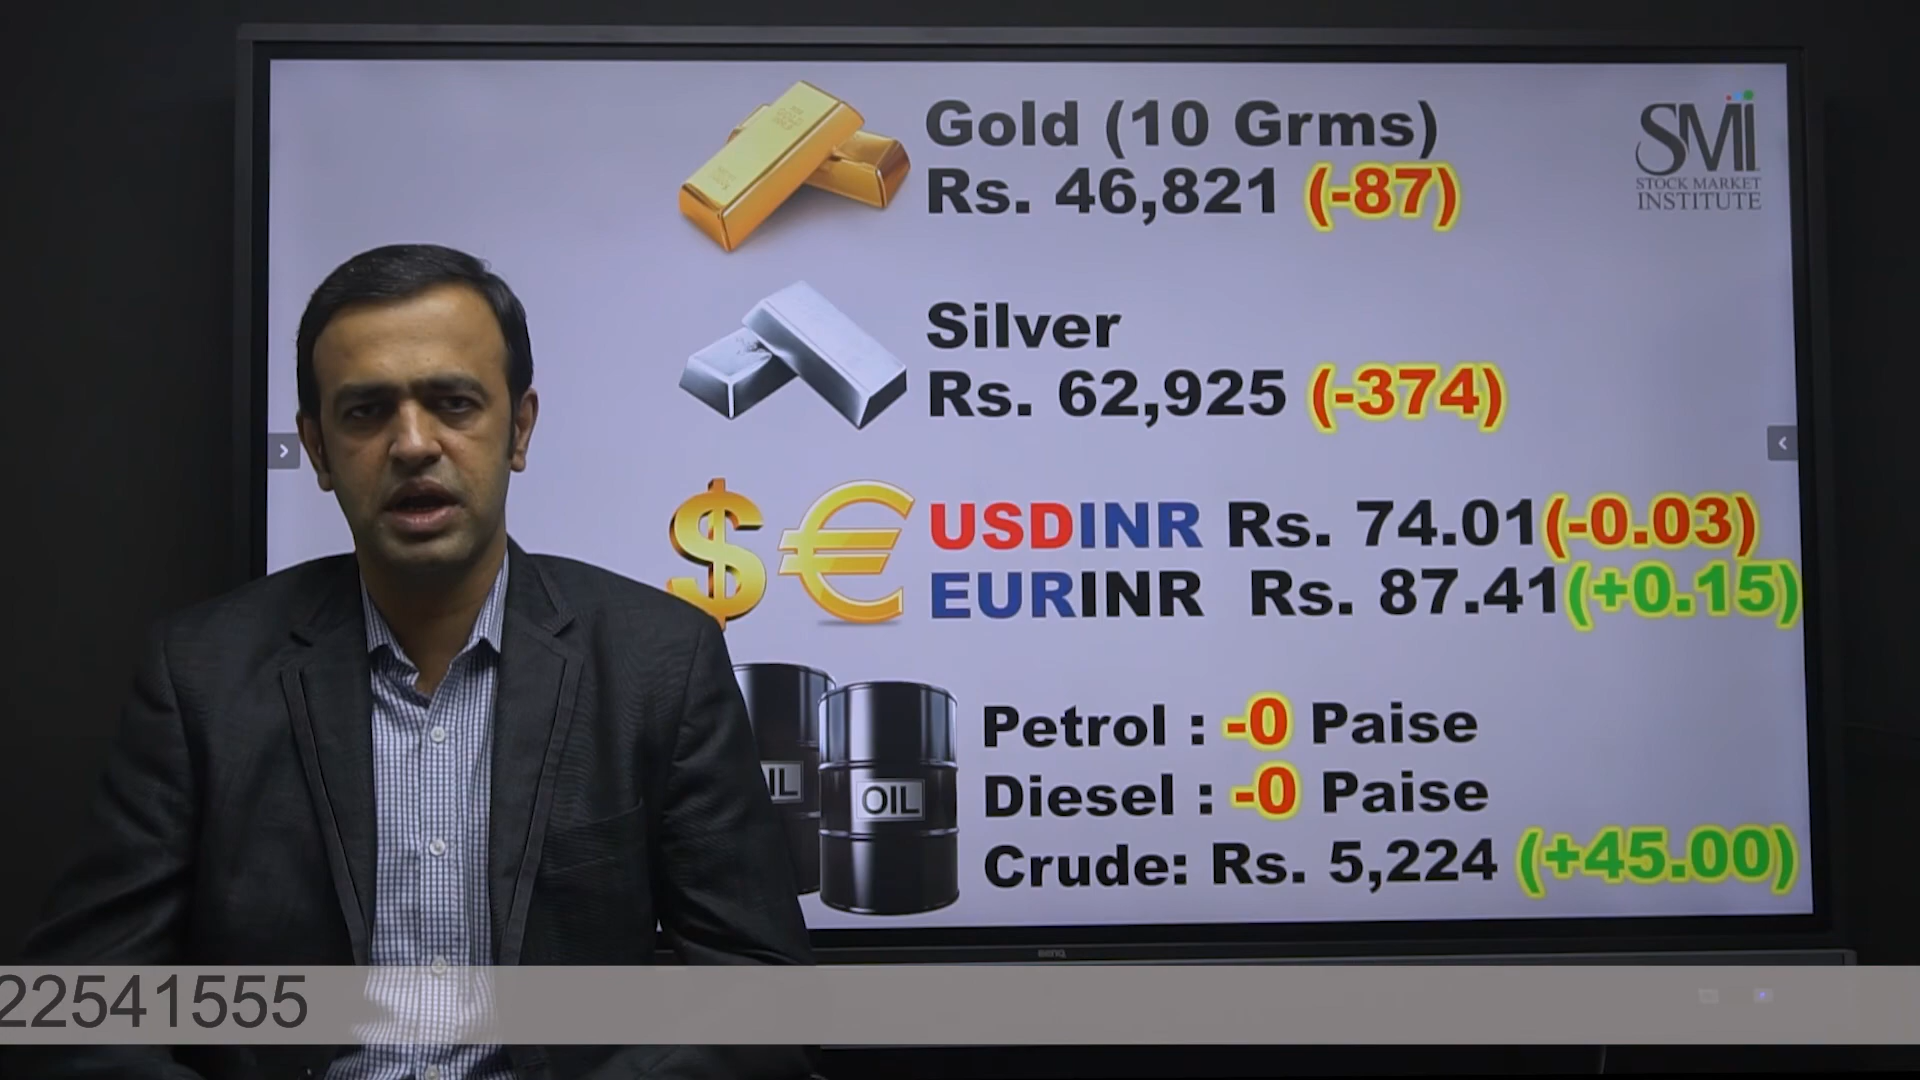 Gold (10 Grms)
Rs. 46,821 (-87)
SMI
STOCK MARKET
INSTITUTE
Silver
Rs. 62,925 (-374)
$€
USDINR Rs. 74.01(-0.03)
EURINR Rs. 87.41(+0.15)
IL
OIL
Petrol : -0 Paise
Diesel : -0 Paise
Crude: Rs. 5,224 (+45.00)
BenQ
22541555